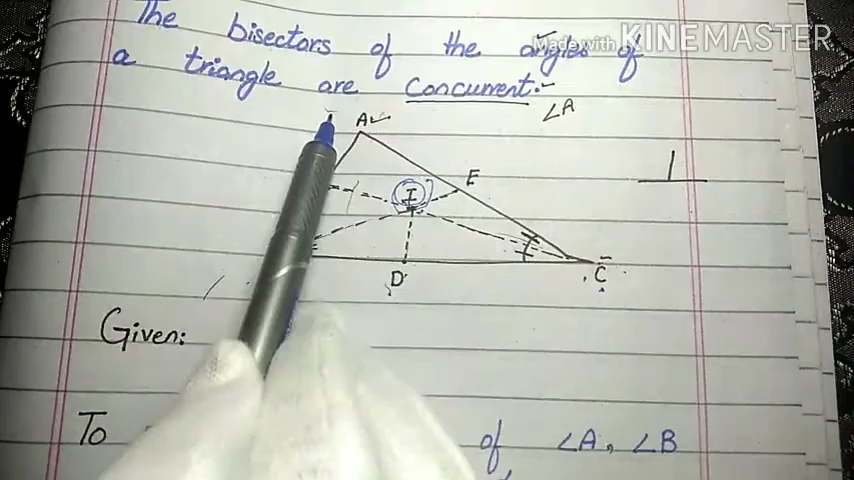 The bisectors of the angles of
Made with KINEMASTER
a triangle are Concurrent.
∠A
A
E
I
D
C
Given:
To
of ∠A, ∠B